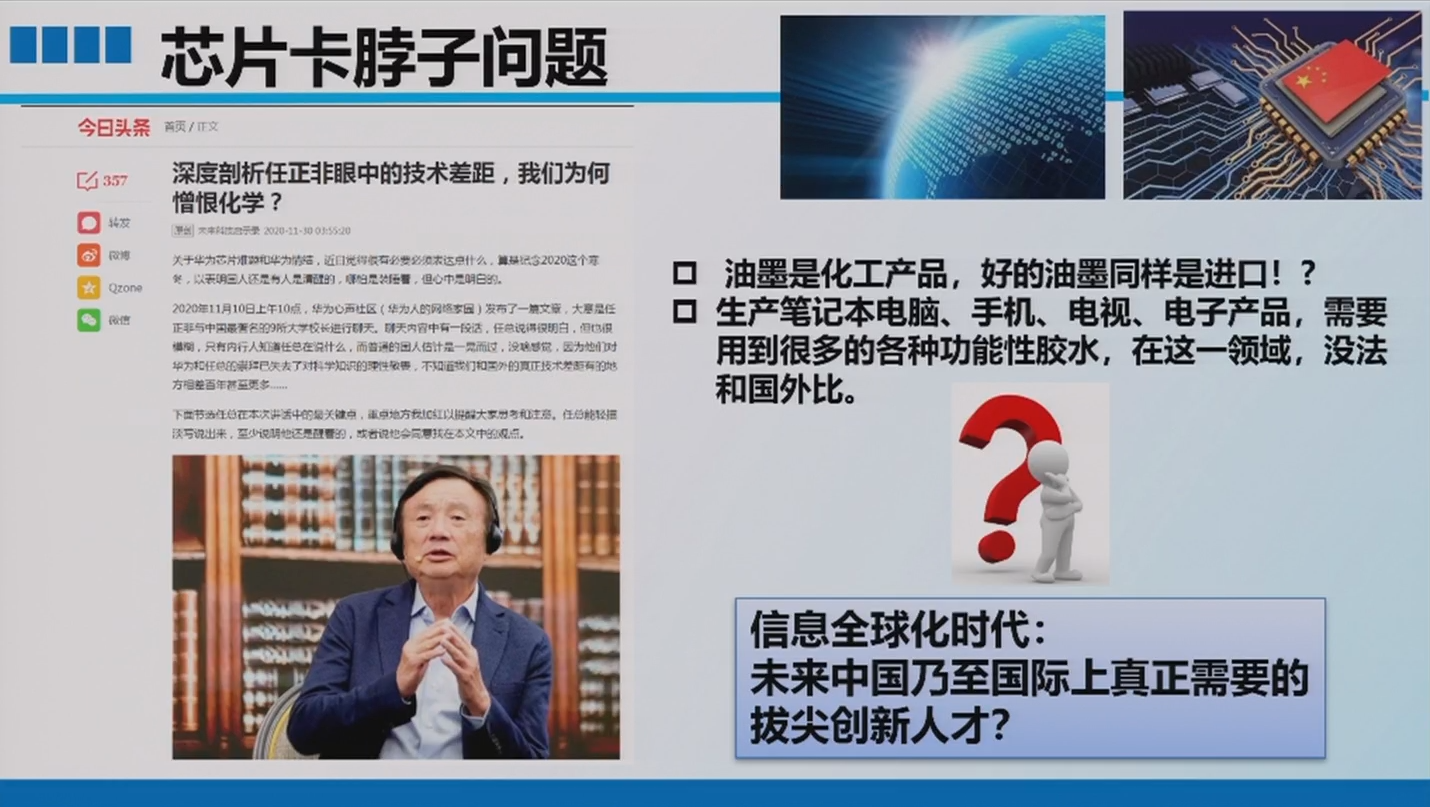 芯片卡脖子问题
今日头条 首页 / 正文
深度剖析任正非眼中的技术差距，我们为何
憎恨化学？
原创 未来科技启示录 2020-11-30 03:55:20
357
转发
微博
Qzone
微信
关于华为芯片难题和华为情结，近日觉得很有必要必须表达点什么，算是纪念2020这个寒
冬，以表明国人还是有人是清醒的，哪怕是装睡着，但心中是明白的。
2020年11月10日上午10点，华为心声社区（华为人的网络家园）发布了一篇文章，大意是任
正非与中国最著名的9所大学校长进行聊天。聊天内容中有一段话，任总说得很明白，但也很
模糊，只有内行人知道任总在说什么，而普通的国人估计是一晃而过，没啥感觉，因为他们对
华为和任总的崇拜已失去了对科学知识的理性敬畏，不知道我们和国外的真正技术差距有的地
方相差百年甚至更多......
下面节选任总在本次讲话中的最关键点，重点地方我加红以提醒大家思考和注意。任总能轻描
淡写说出来，至少说明他还是醒着的，或者说他会同意我在本文中的观点。
油墨是化工产品，好的油墨同样是进口！？
生产笔记本电脑、手机、电视、电子产品，需要
用到很多的各种功能性胶水，在这一领域，没法
和国外比。
信息全球化时代：
未来中国乃至国际上真正需要的
拔尖创新人才？